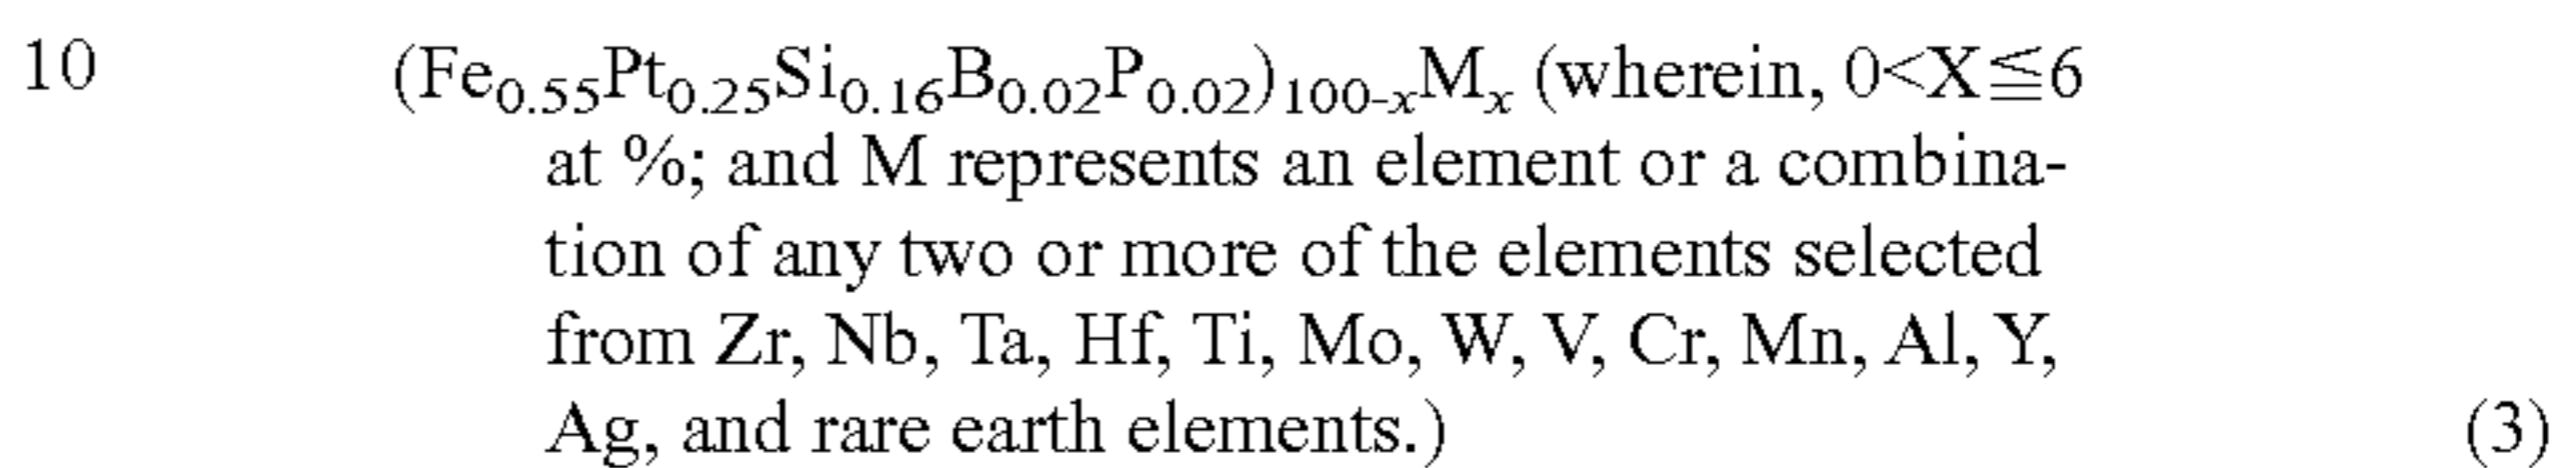 10 (Fe0.55Pt0.25Si0.16B0.02P0.02)100-xMx (wherein, 0<X≦6
at %; and M represents an element or a combina-
tion of any two or more of the elements selected
from Zr, Nb, Ta, Hf, Ti, Mo, W, V, Cr, Mn, Al, Y,
Ag, and rare earth elements.) (3)